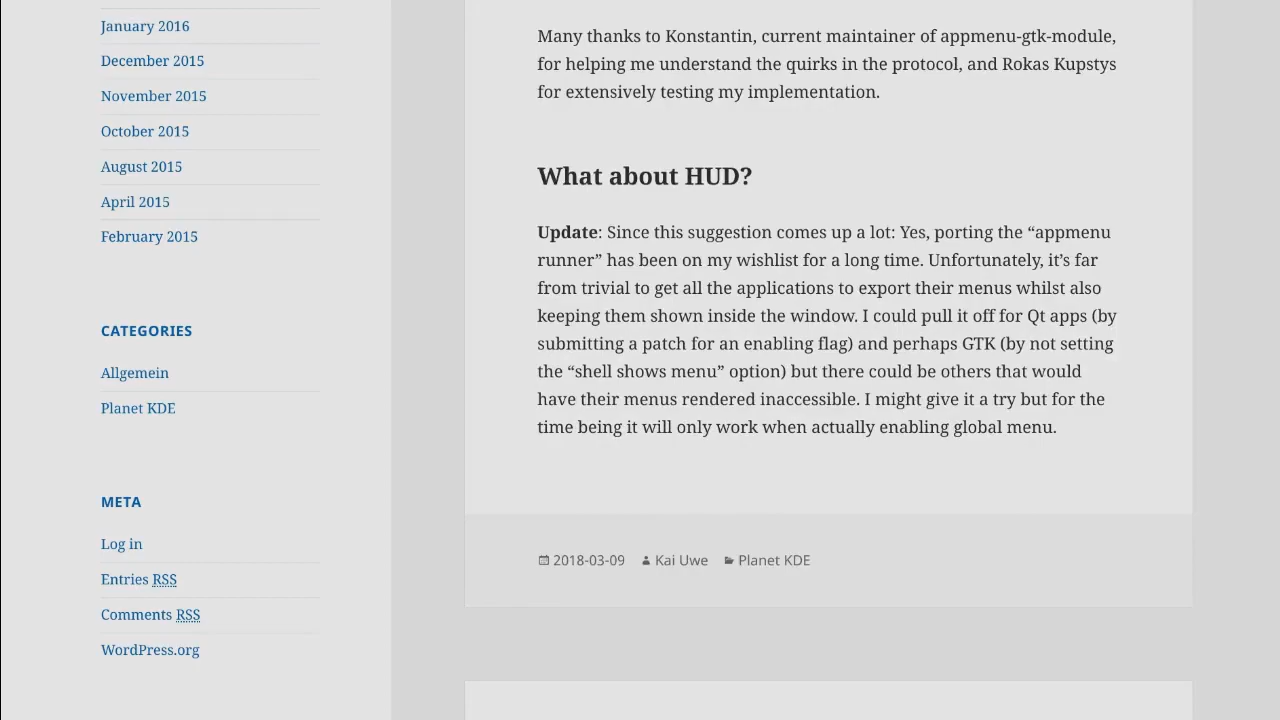 January 2016
December 2015
November 2015
October 2015
August 2015
April 2015
February 2015
CATEGORIES
Allgemein
Planet KDE
META
Log in
Entries RSS
Comments RSS
WordPress.org
Many thanks to Konstantin, current maintainer of appmenu-gtk-module,
for helping me understand the quirks in the protocol, and Rokas Kupstys
for extensively testing my implementation.
What about HUD?
Update: Since this suggestion comes up a lot: Yes, porting the “appmenu
runner” has been on my wishlist for a long time. Unfortunately, it’s far
from trivial to get all the applications to export their menus whilst also
keeping them shown inside the window. I could pull it off for Qt apps (by
submitting a patch for an enabling flag) and perhaps GTK (by not setting
the “shell shows menu” option) but there could be others that would
have their menus rendered inaccessible. I might give it a try but for the
time being it will only work when actually enabling global menu.
2018-03-09 Kai Uwe Planet KDE